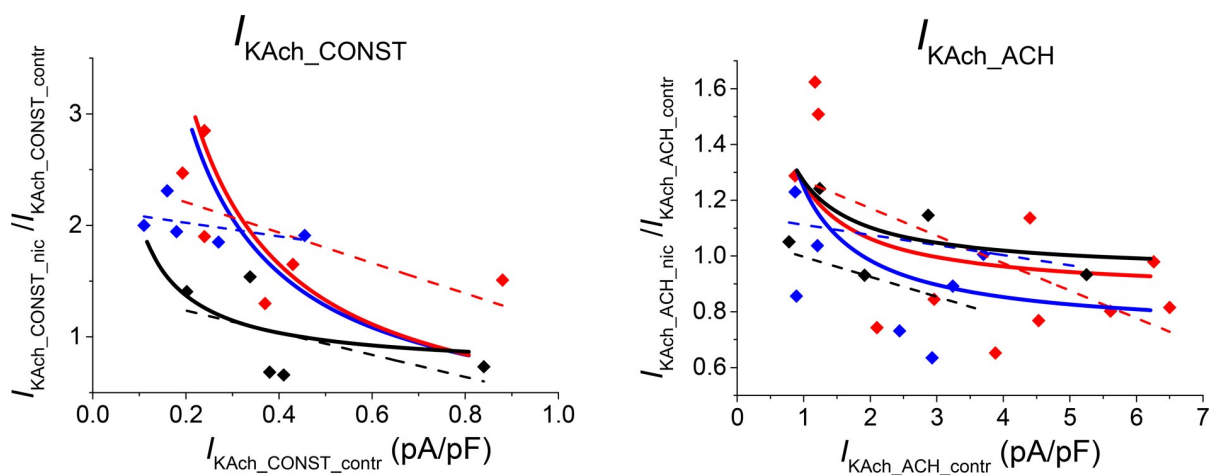 IKAch_CONST
IKAch_CONST_nic /IKAch_CONST_contr
3
2
1
0.0 0.2 0.4 0.6 0.8 1.0
IKAch_CONST_contr (pA/pF)
IKAch_ACH
IKAch_ACH_nic /IKAch_ACH_contr
1.6
1.4
1.2
1.0
0.8
0.6
0 1 2 3 4 5 6 7
IKAch_ACH_contr (pA/pF)